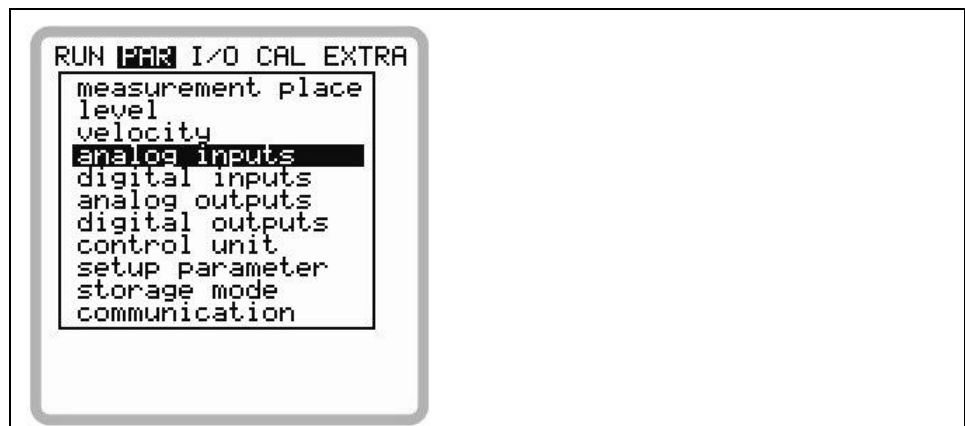 RUN PAR I/O CAL EXTRA
measurement place
level
velocity
analog inputs
digital inputs
analog outputs
digital outputs
control unit
setup parameter
storage mode
communication